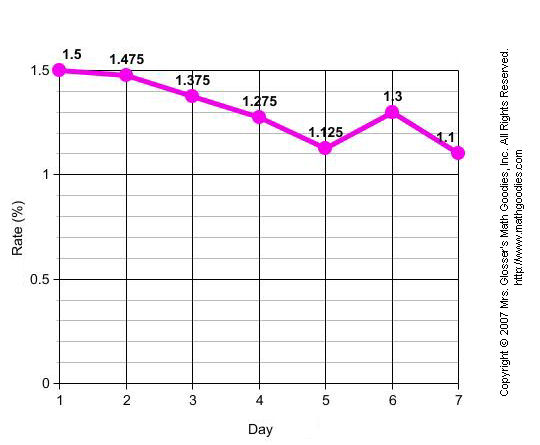 1.5
1.475
1.375
1.275
1.125
1.3
1.1
1.5
1
0.5
0
Rate (%)
1 2 3 4 5 6 7
Day
Copyright © 2007 Mrs. Glosser's Math Goodies, Inc. All Rights Reserved.
http://www.mathgoodies.com